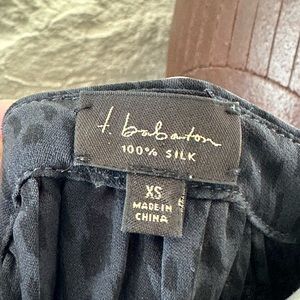 t. babaton
100% SILK
XS
MADE IN
CHINA